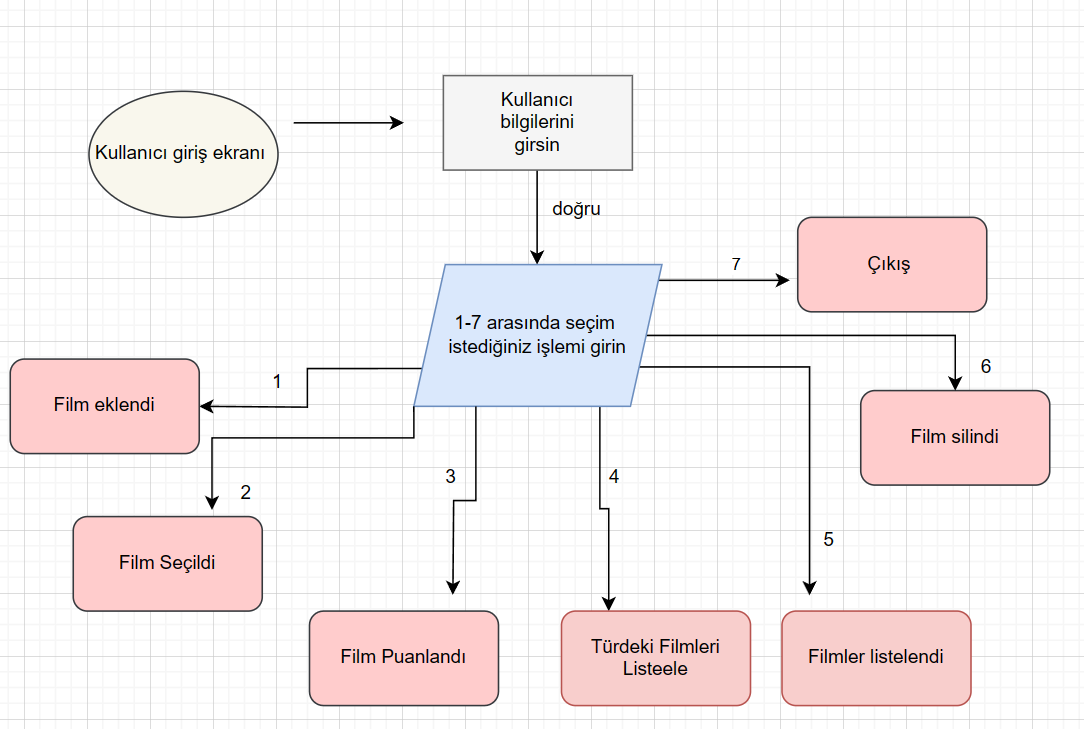 Kullanıcı giriş ekranı
Kullanıcı
bilgilerini
girsin
doğru
1-7 arasında seçim
istediğiniz işlemi girin
7
Çıkış
6
Film silindi
1
Film eklendi
2
Film Seçildi
3
Film Puanlandı
4
Türdeki Filmleri
Listeele
5
Filmler listelendi